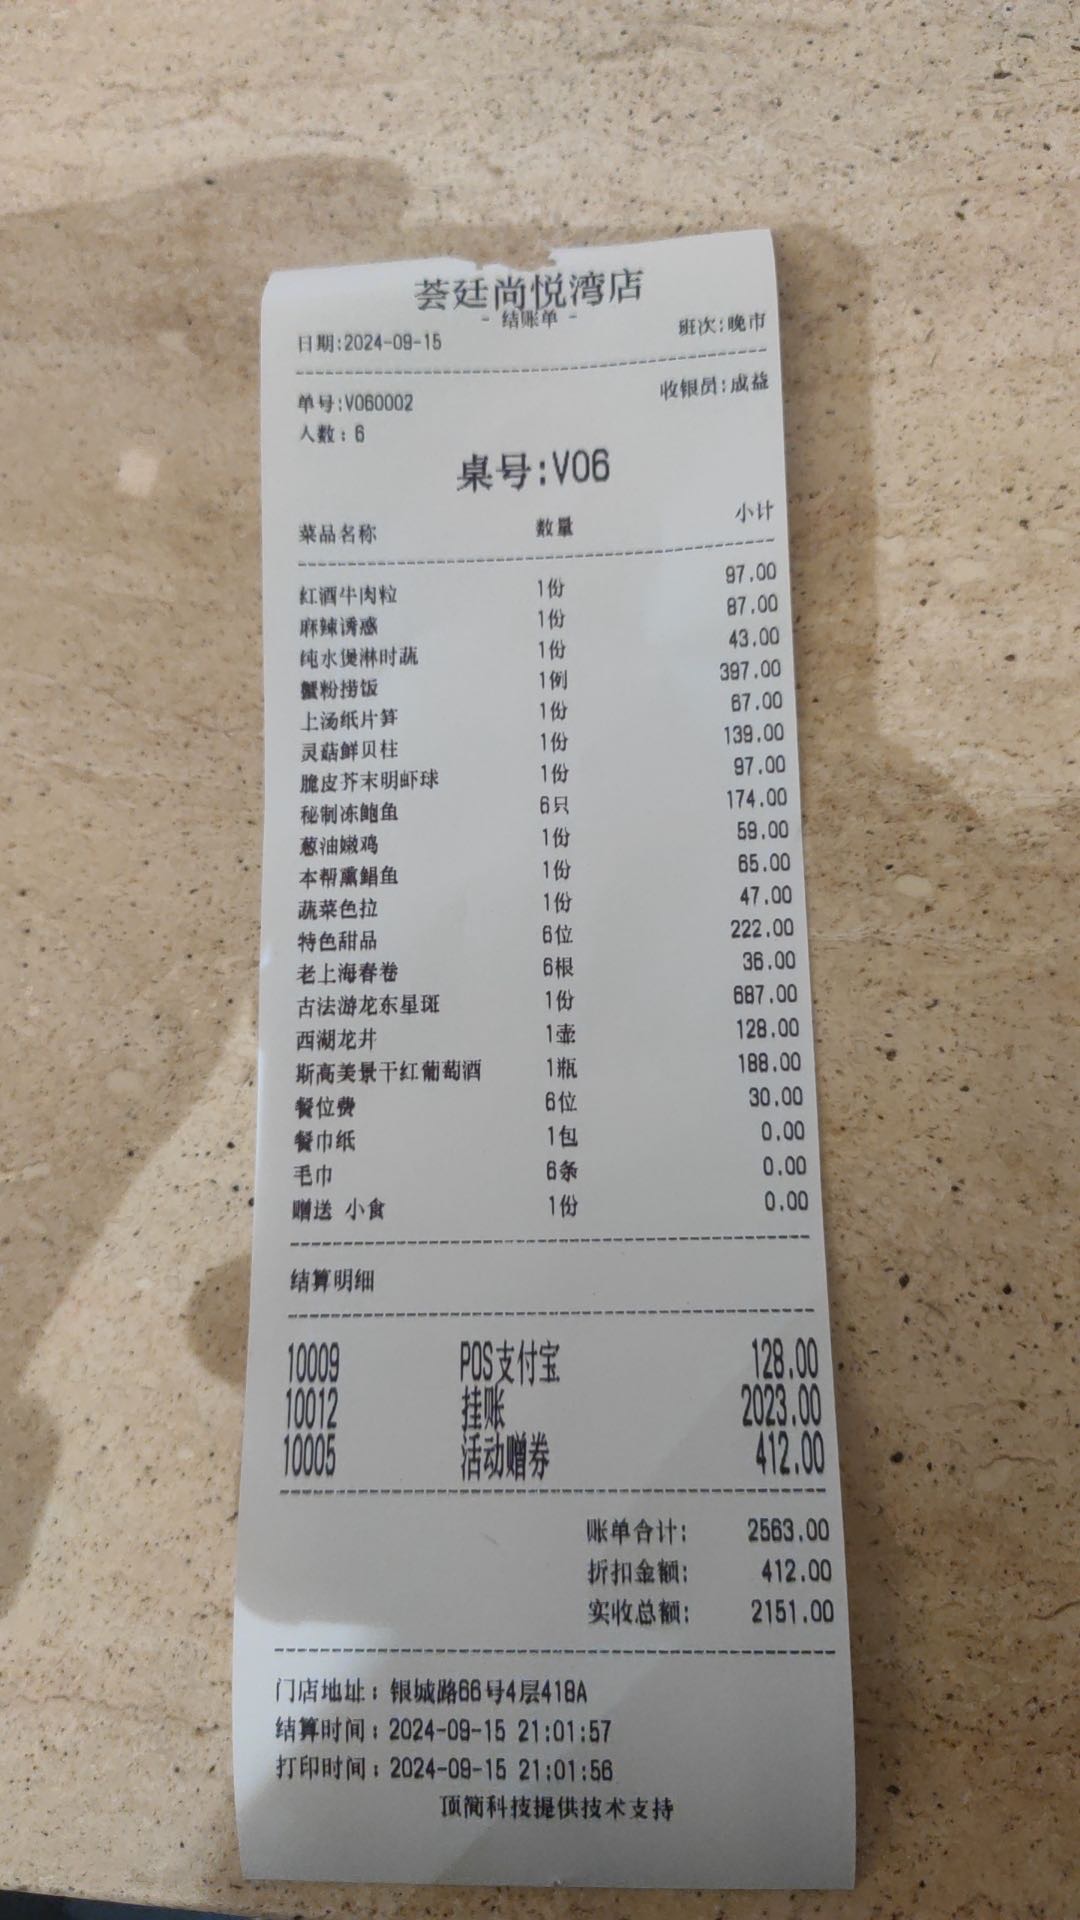 荟廷尚悦湾店
- 结账单 -
日期:2024-09-15 班次:晚市
单号:V060002 收银员:成益
人数: 6
桌号:V06
菜品名称 数量 小计
红酒牛肉粒 1份 97.00
麻辣诱惑 1份 87.00
纯水煲淋时蔬 1份 43.00
蟹粉捞饭 1例 397.00
上汤纸片笋 1份 67.00
灵菇鲜贝柱 1份 139.00
脆皮芥末明虾球 1份 97.00
秘制冻鲍鱼 6只 174.00
葱油嫩鸡 1份 59.00
本帮熏鲳鱼 1份 65.00
蔬菜色拉 1份 47.00
特色甜品 6位 222.00
老上海春卷 6根 36.00
古法游龙东星斑 1份 687.00
西湖龙井 1壶 128.00
斯高美景干红葡萄酒 1瓶 188.00
餐位费 6位 30.00
餐巾纸 1包 0.00
毛巾 6条 0.00
赠送 小食 1份 0.00
结算明细
10009 POS支付宝 128.00
10012 挂账 2023.00
10005 活动赠券 412.00
账单合计: 2563.00
折扣金额: 412.00
实收总额: 2151.00
门店地址: 银城路66号4层418A
结算时间: 2024-09-15 21:01:57
打印时间: 2024-09-15 21:01:56
顶简科技提供技术支持